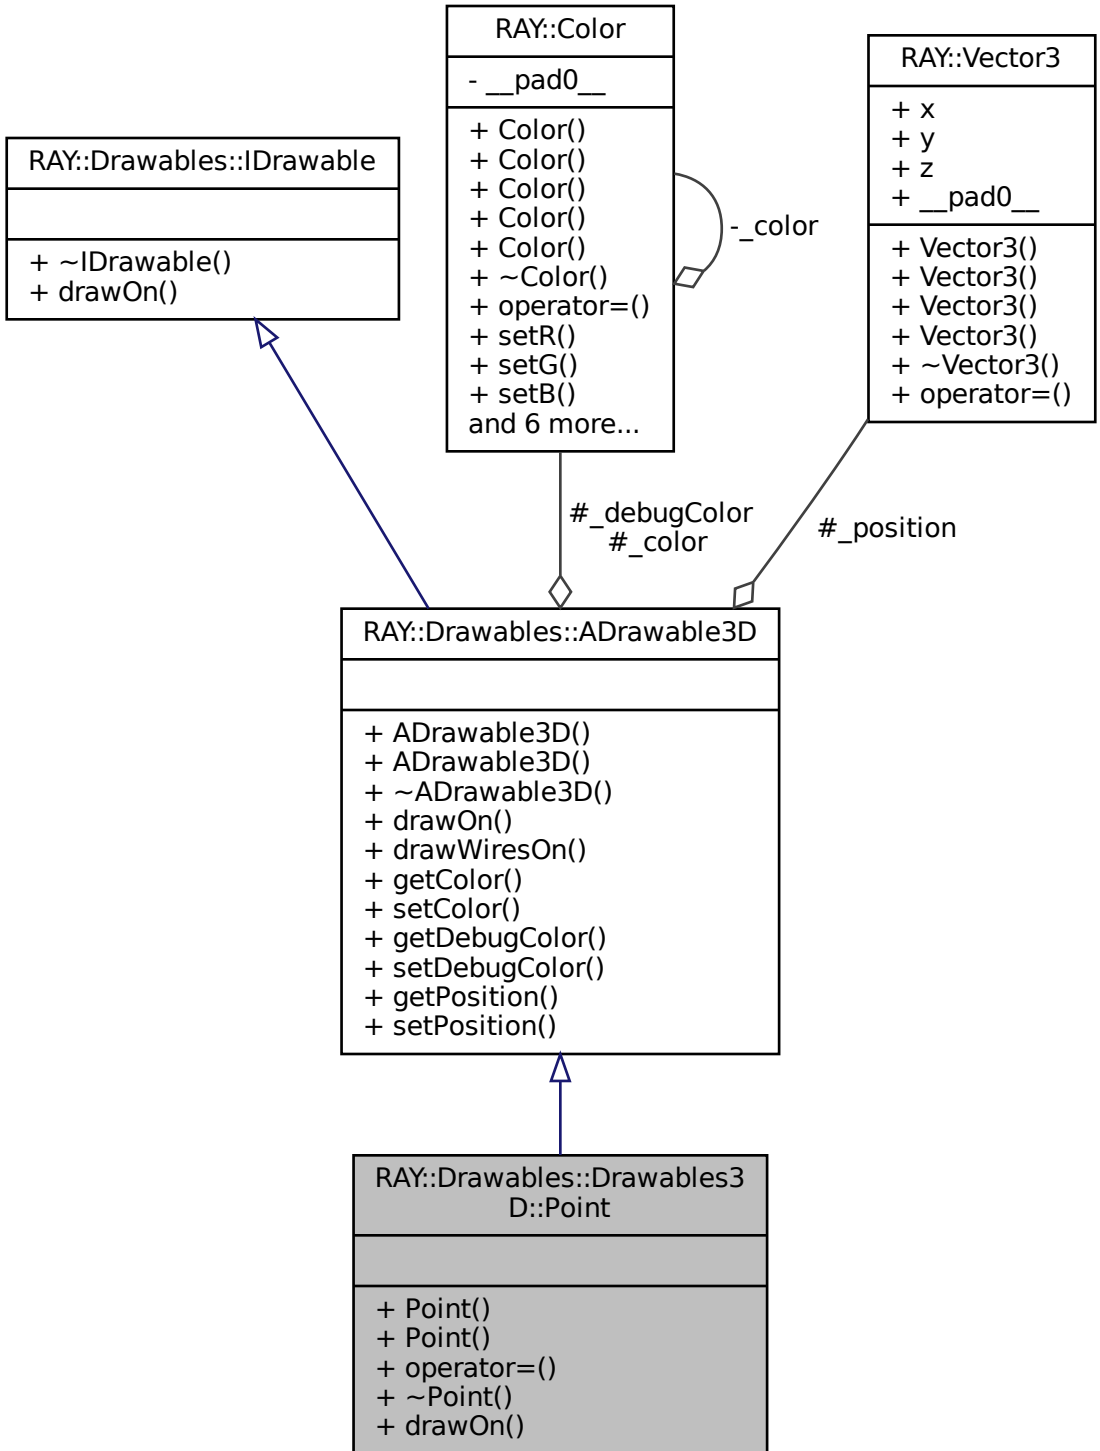 RAY::Color
- __pad0__
+ Color()
+ Color()
+ Color()
+ Color()
+ Color()
+ ~Color()
+ operator=()
+ setR()
+ setG()
+ setB()
and 6 more...
-_color
RAY::Vector3
+ x
+ y
+ z
+ __pad0__
+ Vector3()
+ Vector3()
+ Vector3()
+ Vector3()
+ ~Vector3()
+ operator=()
RAY::Drawables::IDrawable
+ ~IDrawable()
+ drawOn()
#_debugColor
#_color
#_position
RAY::Drawables::ADrawable3D
+ ADrawable3D()
+ ADrawable3D()
+ ~ADrawable3D()
+ drawOn()
+ drawWiresOn()
+ getColor()
+ setColor()
+ getDebugColor()
+ setDebugColor()
+ getPosition()
+ setPosition()
RAY::Drawables::Drawables3
D::Point
+ Point()
+ Point()
+ operator=()
+ ~Point()
+ drawOn()